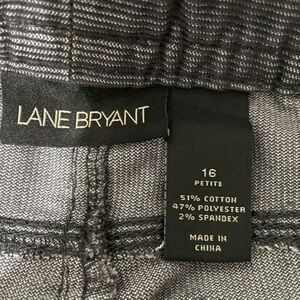 LANE BRYANT
16
PETITE
51% COTTON
47% POLYESTER
2% SPANDEX
MADE IN
CHINA